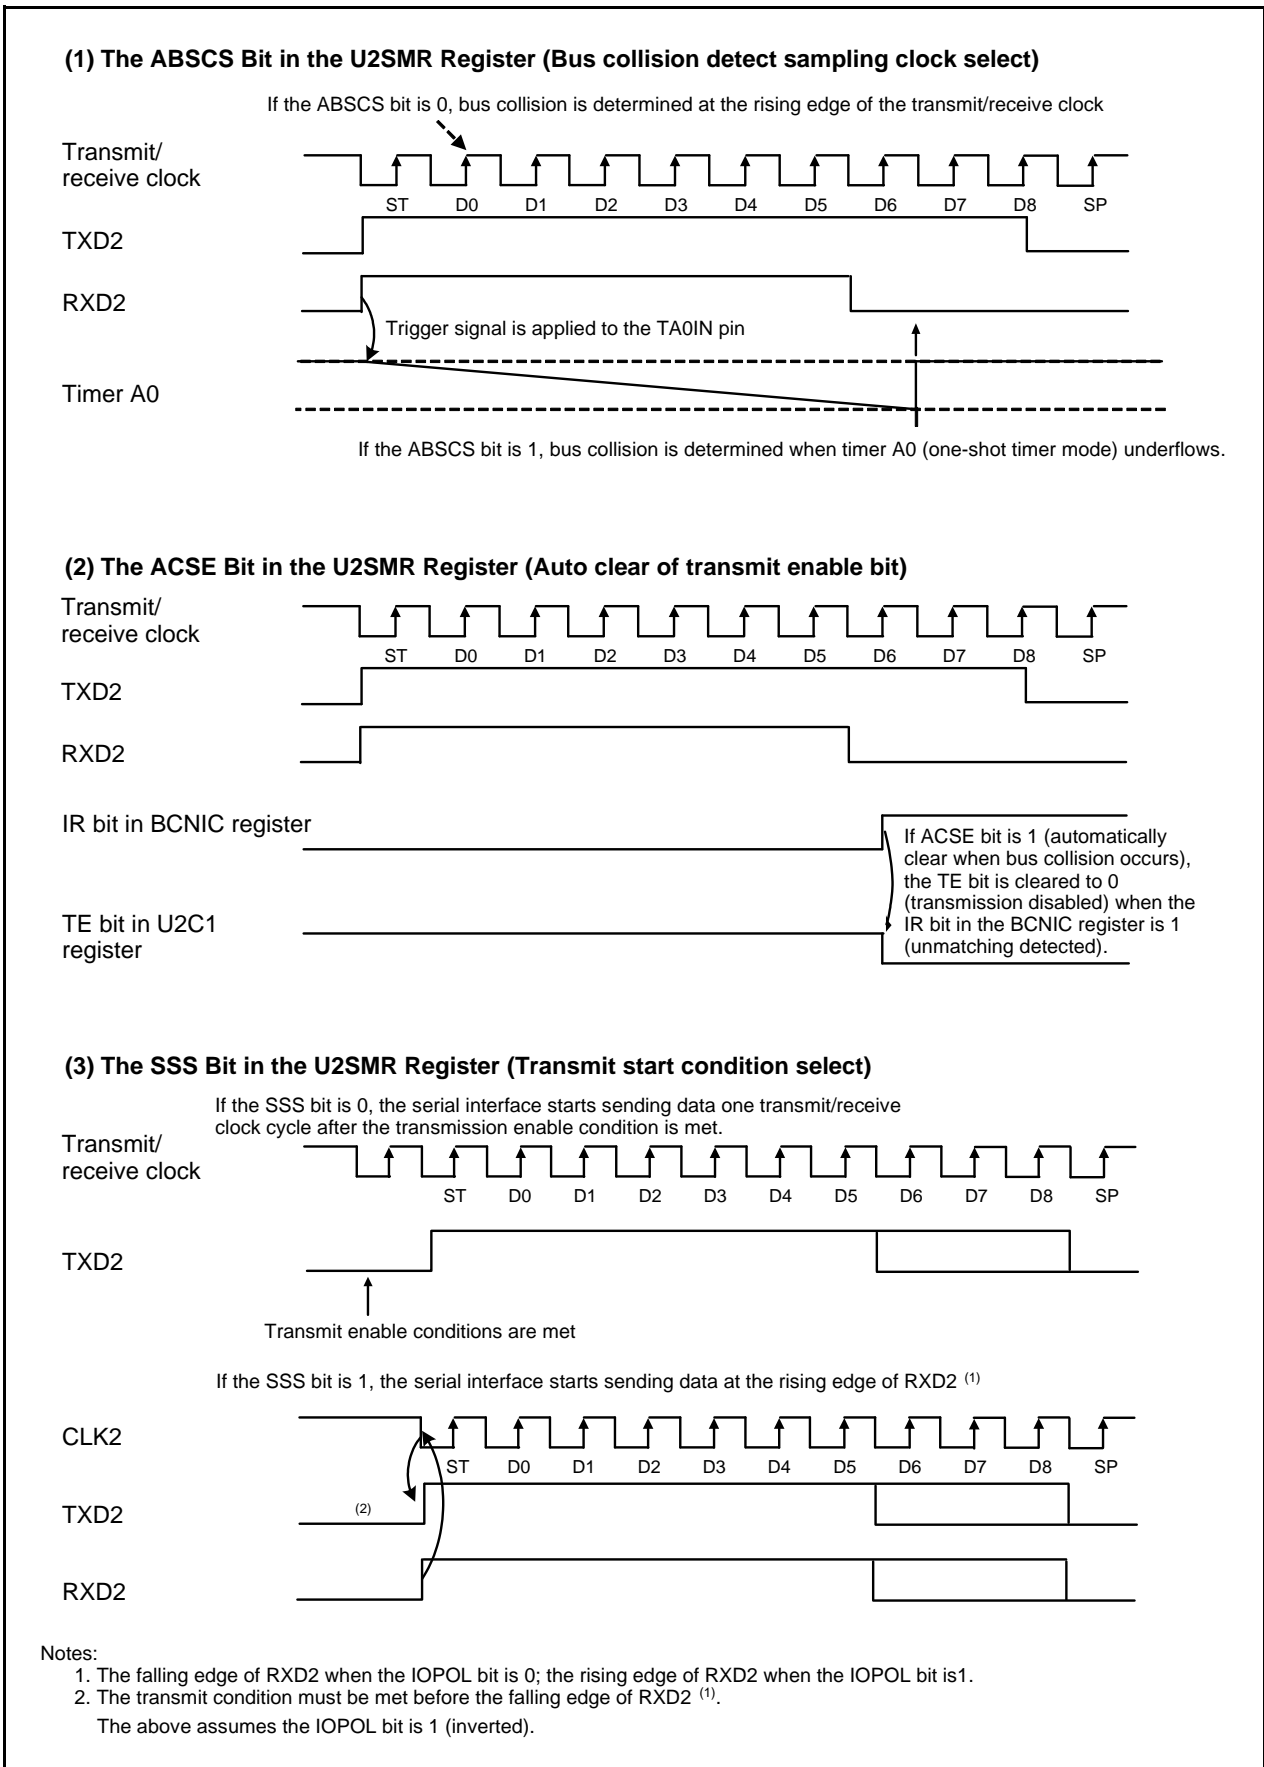 (1) The ABSCS Bit in the U2SMR Register (Bus collision detect sampling clock select)
If the ABSCS bit is 0, bus collision is determined at the rising edge of the transmit/receive clock
Transmit/
receive clock
ST D0 D1 D2 D3 D4 D5 D6 D7 D8 SP
TXD2
RXD2
Trigger signal is applied to the TA0IN pin
Timer A0
If the ABSCS bit is 1, bus collision is determined when timer A0 (one-shot timer mode) underflows.
(2) The ACSE Bit in the U2SMR Register (Auto clear of transmit enable bit)
Transmit/
receive clock
ST D0 D1 D2 D3 D4 D5 D6 D7 D8 SP
TXD2
RXD2
IR bit in BCNIC register
If ACSE bit is 1 (automatically
clear when bus collision occurs),
the TE bit is cleared to 0
(transmission disabled) when the
IR bit in the BCNIC register is 1
(unmatching detected).
TE bit in U2C1
register
(3) The SSS Bit in the U2SMR Register (Transmit start condition select)
If the SSS bit is 0, the serial interface starts sending data one transmit/receive
clock cycle after the transmission enable condition is met.
Transmit/
receive clock
ST D0 D1 D2 D3 D4 D5 D6 D7 D8 SP
TXD2
Transmit enable conditions are met
If the SSS bit is 1, the serial interface starts sending data at the rising edge of RXD2 (1)
CLK2
ST D0 D1 D2 D3 D4 D5 D6 D7 D8 SP
TXD2
(2)
RXD2
Notes:
1. The falling edge of RXD2 when the IOPOL bit is 0; the rising edge of RXD2 when the IOPOL bit is1.
2. The transmit condition must be met before the falling edge of RXD2 (1).
The above assumes the IOPOL bit is 1 (inverted).